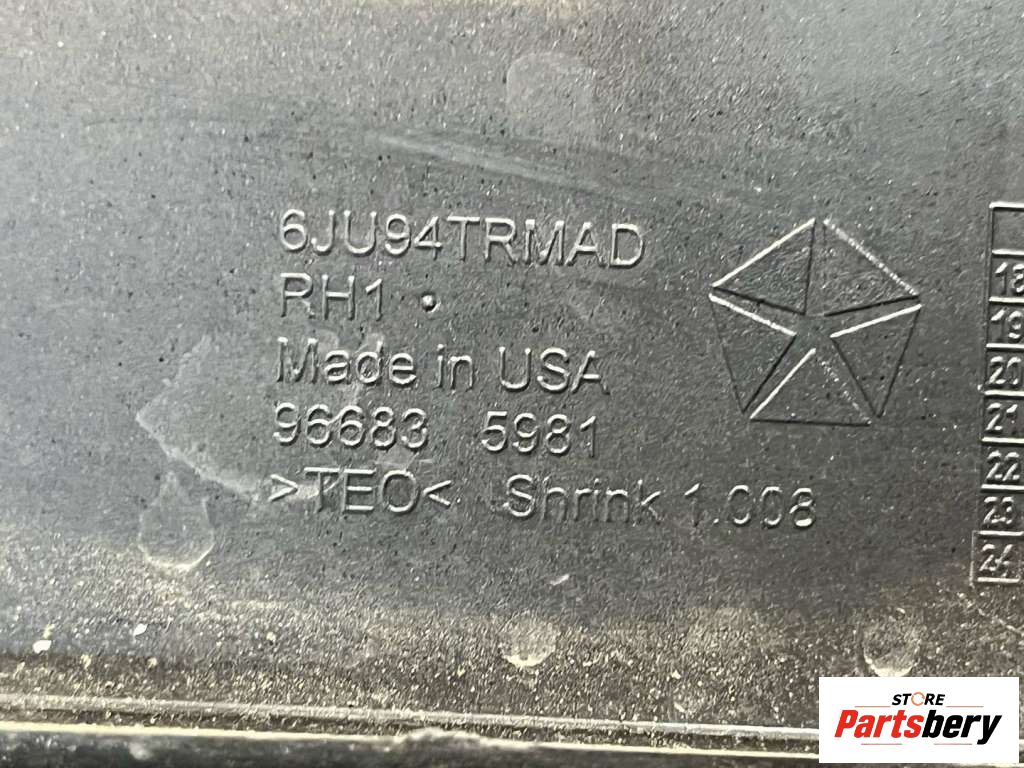 6JU94TRMAD
RH1 •
Made in USA
96683 5981
>TEO< Shrink 1.008
18
19
20
21
22
23
24
STORE
Partsbery